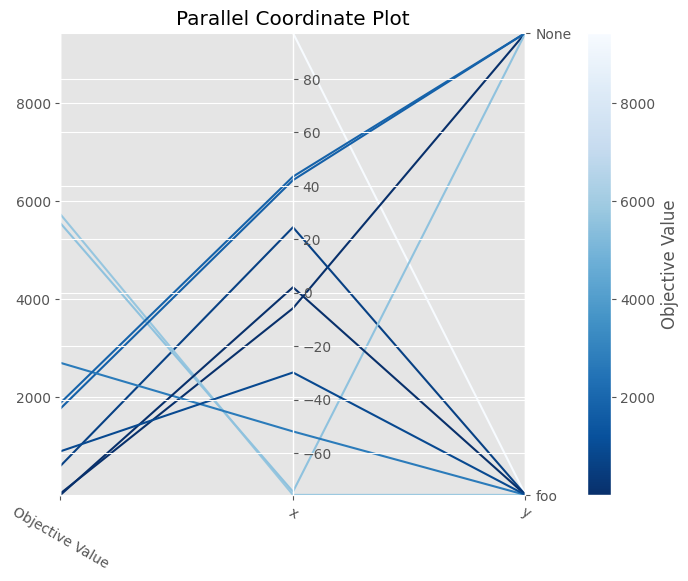 Parallel Coordinate Plot
None
80
8000
8000
60
40
6000
6000
20
0
4000
4000
−20
2000
−40
2000
−60
foo
Objective Value
x
y
Objective Value